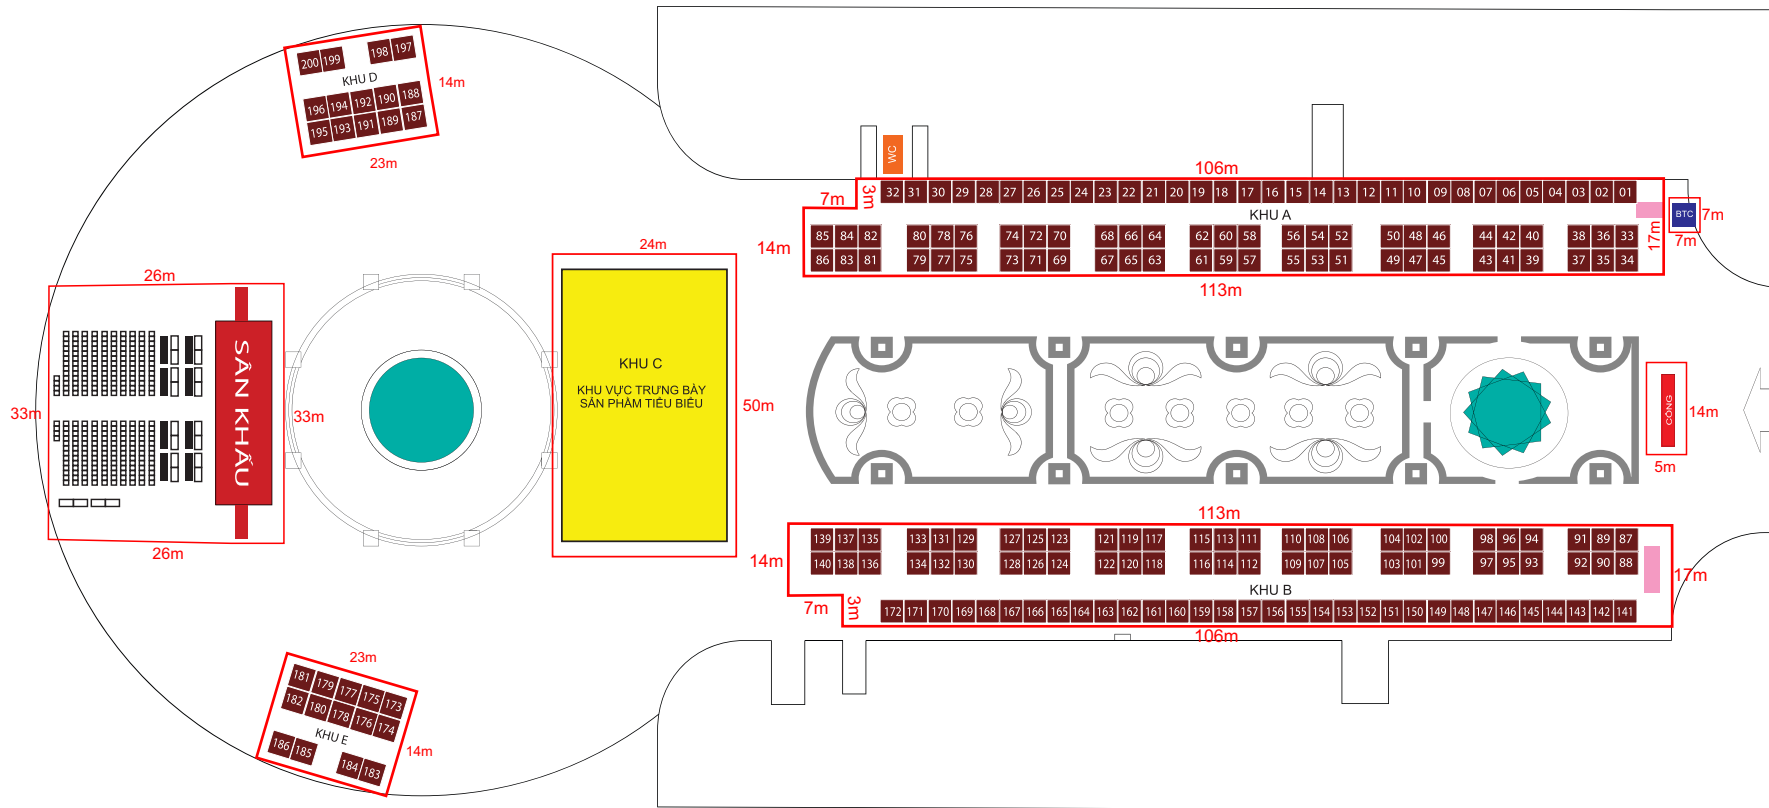 200 199 198 197
KHU D
196 194 192 190 188
195 193 191 189 187
14m
23m
WC
106m
7m
3m
32 31 30 29 28 27 26 25 24 23 22 21 20 19 18 17 16 15 14 13 12 11 10 09 08 07 06 05 04 03 02 01
KHU A
85 84 82 80 78 76 74 72 70 68 66 64 62 60 58 56 54 52 50 48 46 44 42 40 38 36 33
86 83 81 79 77 75 73 71 69 67 65 63 61 59 57 55 53 51 49 47 45 43 41 39 37 35 34
14m
17m
113m
BTC
7m
7m
26m
33m
SÂN KHẤU
33m
26m
24m
KHU C
KHU VỰC TRƯNG BÀY
SẢN PHẨM TIÊU BIỂU
50m
CỔNG
14m
5m
113m
139 137 135 133 131 129 127 125 123 121 119 117 115 113 111 110 108 106 104 102 100 98 96 94 91 89 87
140 138 136 134 132 130 128 126 124 122 120 118 116 114 112 109 107 105 103 101 99 97 95 93 92 90 88
14m
17m
KHU B
7m
3m
172 171 170 169 168 167 166 165 164 163 162 161 160 159 158 157 156 155 154 153 152 151 150 149 148 147 146 145 144 143 142 141
106m
23m
181 179 177 175 173
182 180 178 176 174
KHU E
186 185 184 183
14m